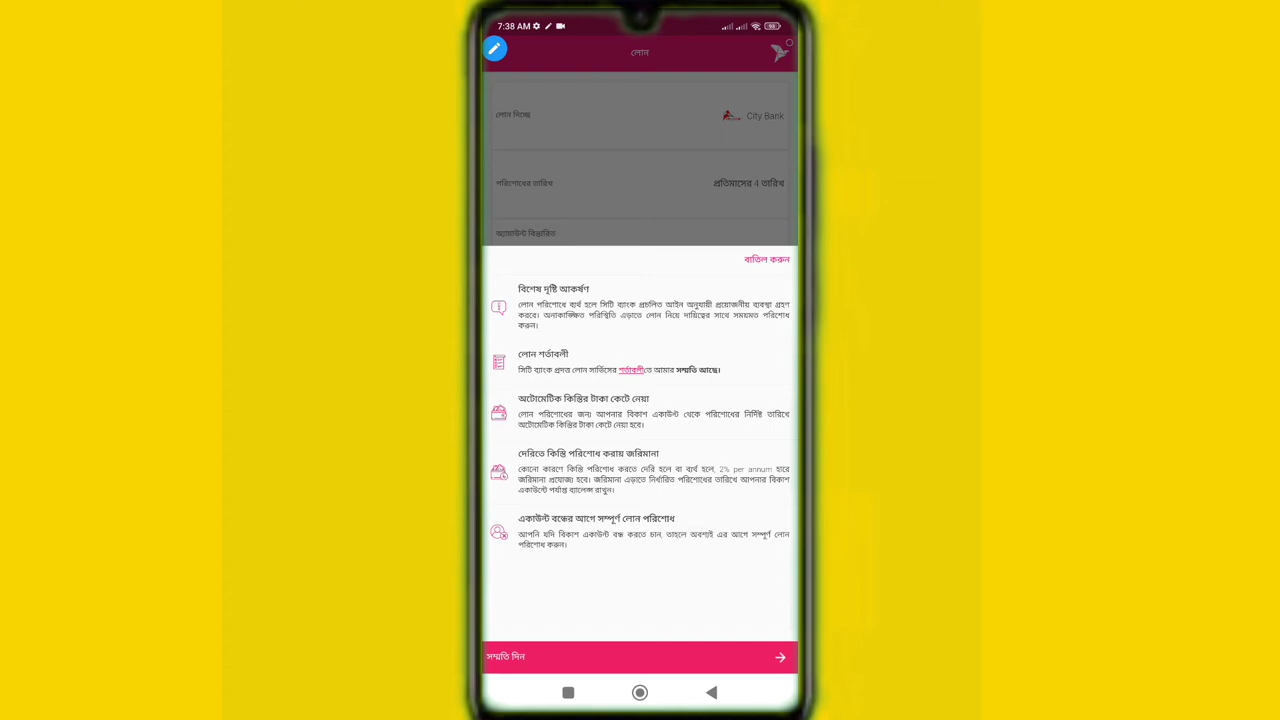 7:38 AM
লোন
লোন দিচ্ছে
City Bank
পরিশোধের তারিখ
প্রতিমাসের 4 তারিখ
অ্যামাউন্ট বিস্তারিত
বাতিল করুন
বিশেষ দৃষ্টি আকর্ষণ
লোন পরিশোধে ব্যর্থ হলে সিটি ব্যাংক প্রচলিত আইন অনুযায়ী প্রয়োজনীয় ব্যবস্থা গ্রহণ
করবে। অনাকাঙ্ক্ষিত পরিস্থিতি এড়াতে লোন নিয়ে দায়িত্বের সাথে সময়মত পরিশোধ
করুন।
লোন শর্তাবলী
সিটি ব্যাংক প্রদত্ত লোন সার্ভিসের শর্তাবলীতে আমার সম্মতি আছে।
অটোমেটিক কিস্তির টাকা কেটে নেয়া
লোন পরিশোধের জন্য আপনার বিকাশ একাউন্ট থেকে পরিশোধের নির্দিষ্ট তারিখে
অটোমেটিক কিস্তির টাকা কেটে নেয়া হবে।
দেরিতে কিস্তি পরিশোধ করায় জরিমানা
কোনো কারণে কিস্তি পরিশোধ করতে দেরি হলে বা ব্যর্থ হলে, 2% per annum হারে
জরিমানা প্রযোজ্য হবে। জরিমানা এড়াতে নির্ধারিত পরিশোধের তারিখে আপনার বিকাশ
একাউন্টে পর্যাপ্ত ব্যালেন্স রাখুন।
একাউন্ট বন্ধের আগে সম্পূর্ণ লোন পরিশোধ
আপনি যদি বিকাশ একাউন্ট বন্ধ করতে চান, তাহলে অবশ্যই এর আগে সম্পূর্ণ লোন
পরিশোধ করুন।
সম্মতি দিন